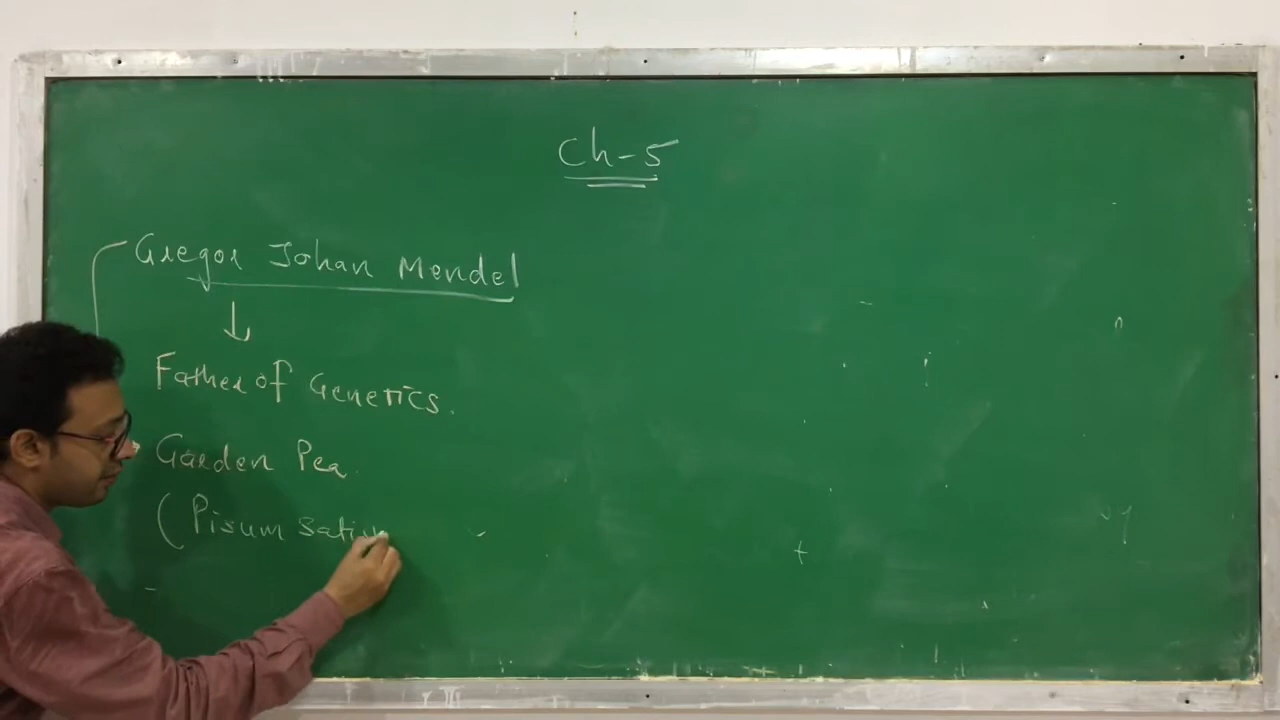 Ch-5
Gregor Johan Mendel
Father of Genetics.
Garden Pea
(Pisum Sativ